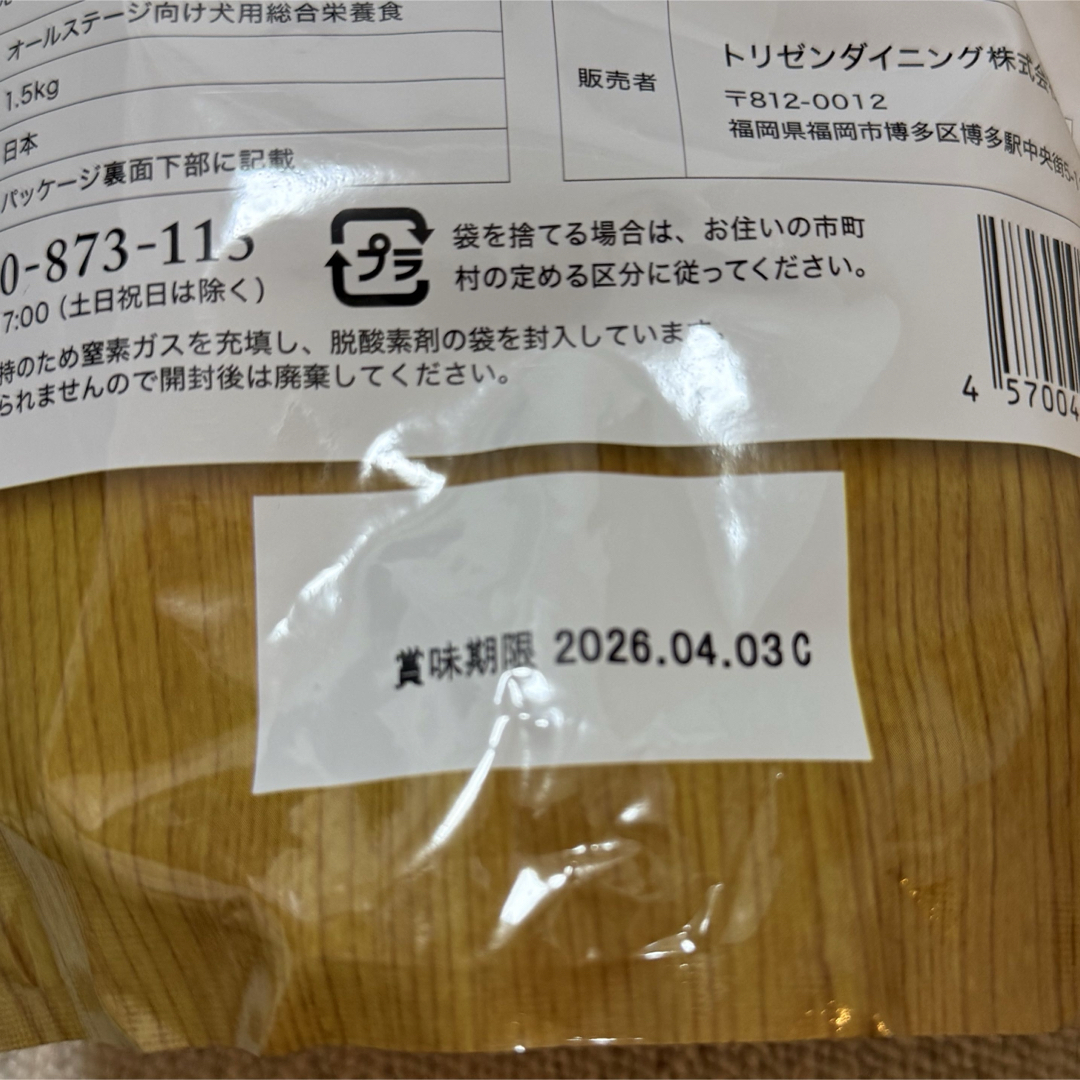 オールステージ向け犬用総合栄養食
1.5kg
日本
パッケージ裏面下部に記載
販売者
トリゼンダイニング株式会
〒812-0012
福岡県福岡市博多区博多駅中央街5-1
0-873-113
7:00 (土日祝日は除く)
プラ
袋を捨てる場合は、お住いの市町
村の定める区分に従ってください。
持のため窒素ガスを充填し、脱酸素剤の袋を封入しています。
られませんので開封後は廃棄してください。
4 57004
賞味期限 2026.04.03C